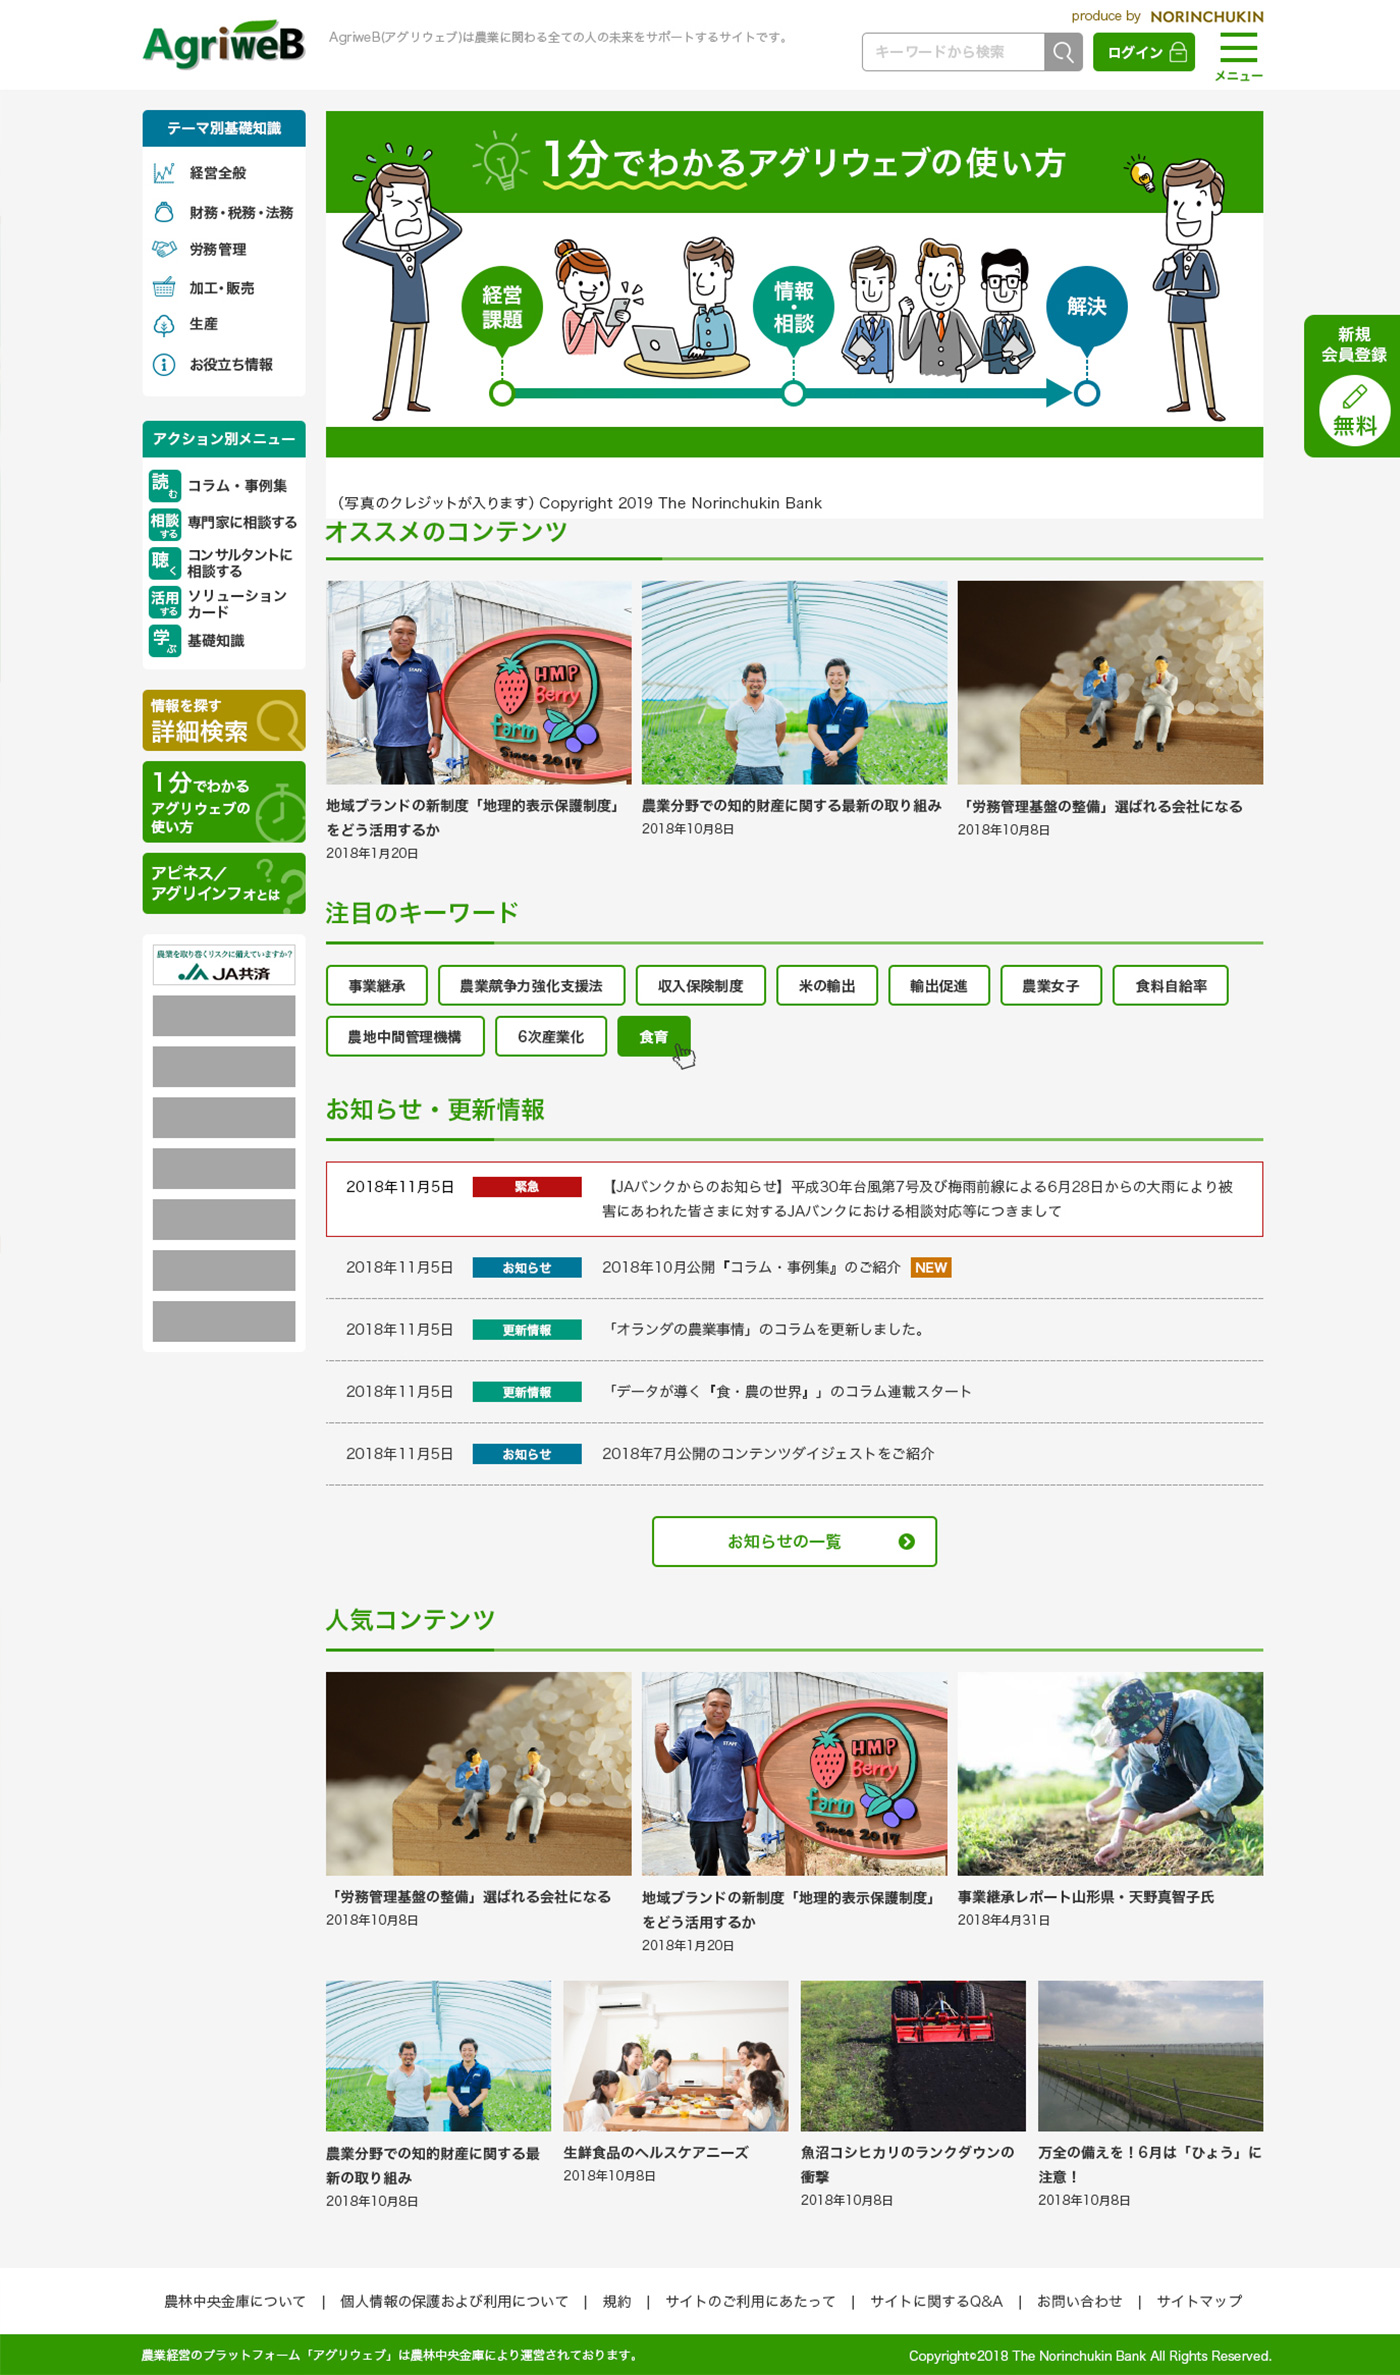 AgriweB
AgriweB(アグリウェブ)は農業に関わる全ての人の未来をサポートするサイトです。
produce by NORINCHUKIN
キーワードから検索
ログイン
メニュー
テーマ別基礎知識
経営全般
財務・税務・法務
労務管理
加工・販売
生産
お役立ち情報
アクション別メニュー
読む コラム・事例集
相談する 専門家に相談する
聴く コンサルタントに
相談する
活用する ソリューション
カード
学ぶ 基礎知識
情報を探す
詳細検索
1分でわかる
アグリウェブの
使い方
アピネス／
アグリインフォとは
農業を取り巻くリスクに備えていますか？
JA共済
1分でわかるアグリウェブの使い方
経営
課題
情報
・
相談
解決
新規
会員登録
無料
（写真のクレジットが入ります）Copyright 2019 The Norinchukin Bank
オススメのコンテンツ
STAFF
HMP
Berry
farm
Since 2017
地域ブランドの新制度「地理的表示保護制度」
をどう活用するか
2018年1月20日
農業分野での知的財産に関する最新の取り組み
2018年10月8日
「労務管理基盤の整備」選ばれる会社になる
2018年10月8日
注目のキーワード
事業継承
農業競争力強化支援法
収入保険制度
米の輸出
輸出促進
農業女子
食料自給率
農地中間管理機構
6次産業化
食育
お知らせ・更新情報
2018年11月5日 緊急 【JAバンクからのお知らせ】平成30年台風第7号及び梅雨前線による6月28日からの大雨により被
害にあわれた皆さまに対するJAバンクにおける相談対応等につきまして
2018年11月5日 お知らせ 2018年10月公開『コラム・事例集』のご紹介 NEW
2018年11月5日 更新情報 「オランダの農業事情」のコラムを更新しました。
2018年11月5日 更新情報 「データが導く『食・農の世界』」のコラム連載スタート
2018年11月5日 お知らせ 2018年7月公開のコンテンツダイジェストをご紹介
お知らせの一覧
人気コンテンツ
STAFF
HMP
Berry
farm
Since 2017
「労務管理基盤の整備」選ばれる会社になる
2018年10月8日
地域ブランドの新制度「地理的表示保護制度」
をどう活用するか
2018年1月20日
事業継承レポート山形県・天野真智子氏
2018年4月31日
農業分野での知的財産に関する最
新の取り組み
2018年10月8日
生鮮食品のヘルスケアニーズ
2018年10月8日
魚沼コシヒカリのランクダウンの
衝撃
2018年10月8日
万全の備えを！6月は「ひょう」に
注意！
2018年10月8日
農林中央金庫について | 個人情報の保護および利用について | 規約 | サイトのご利用にあたって | サイトに関するQ&A | お問い合わせ | サイトマップ
農業経営のプラットフォーム「アグリウェブ」は農林中央金庫により運営されております。
Copyright©2018 The Norinchukin Bank All Rights Reserved.